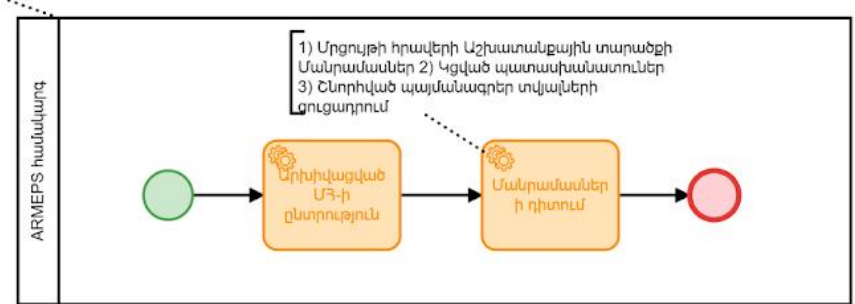 ARMEPS համակարգ
1) Մրցույթի հրավերի Աշխատանքային տարածքի
Մանրամասներ 2) Կցված պատասխանատուներ
3) Շնորհված պայմանագրեր տվյալների
ցուցադրում
Արխիվացված
ՄՀ-ի
ընտրություն
Մանրամասներ
ի դիտում